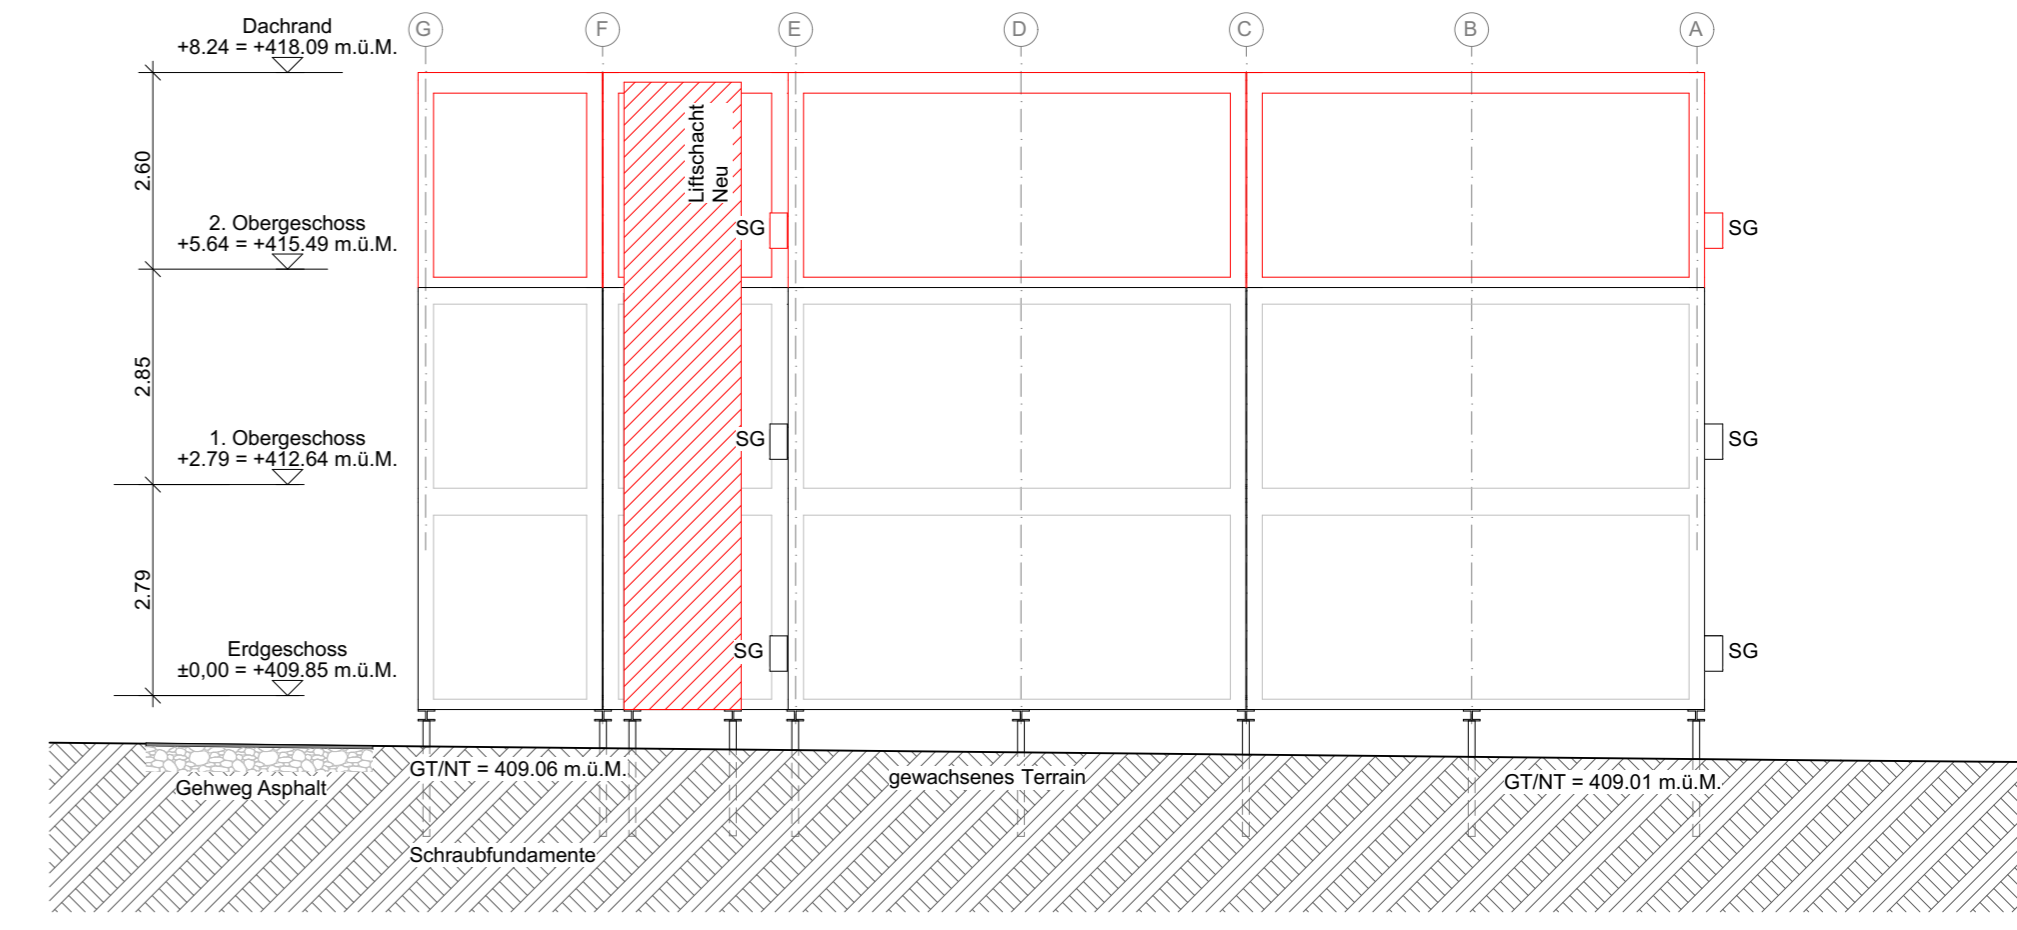 Dachrand
+8.24 = +418.09 m.ü.M.
G
F
E
D
C
B
A
2.60
Liftschacht
Neu
2. Obergeschoss
+5.64 = +415.49 m.ü.M.
SG
SG
2.85
1. Obergeschoss
+2.79 = +412.64 m.ü.M.
SG
SG
2.79
Erdgeschoss
±0,00 = +409.85 m.ü.M.
SG
SG
GT/NT = 409.06 m.ü.M.
gewachsenes Terrain
GT/NT = 409.01 m.ü.M.
Gehweg Asphalt
Schraubfundamente